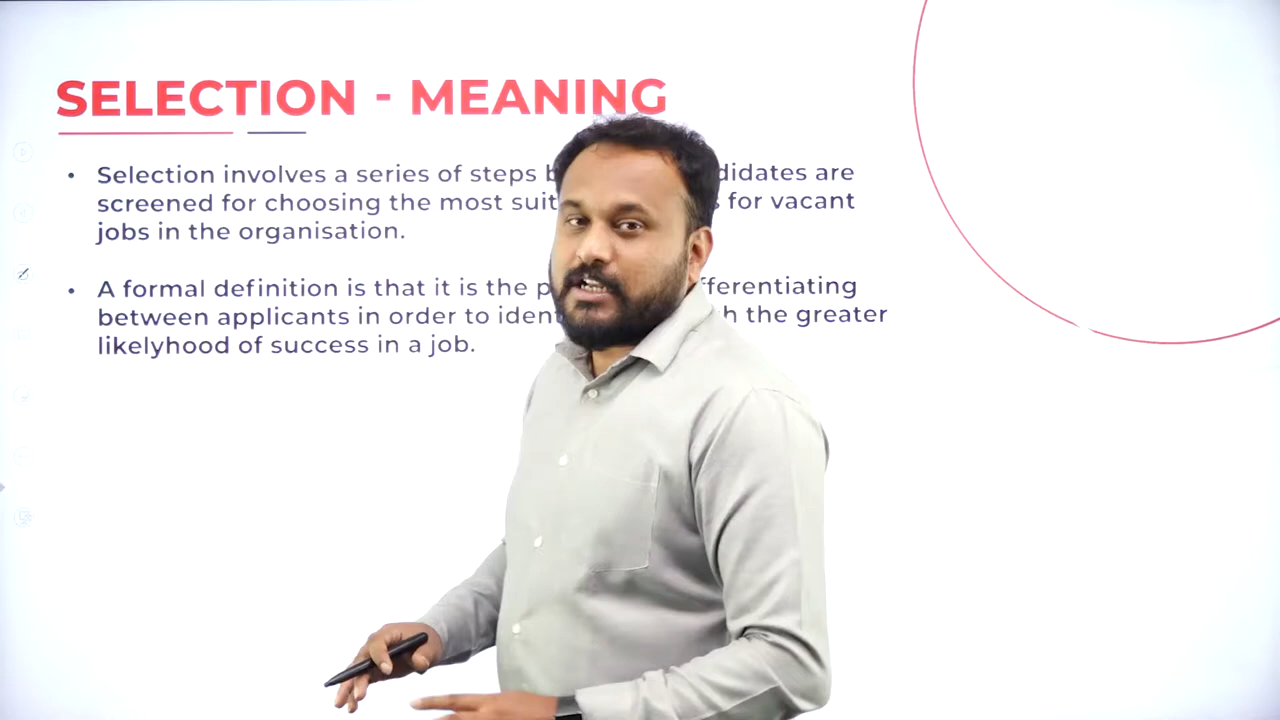 SELECTION - MEANING
• Selection involves a series of steps didates are
screened for choosing the most suit for vacant
jobs in the organisation.
• A formal definition is that it is the fferentiating
between applicants in order to iden the greater
likelyhood of success in a job.